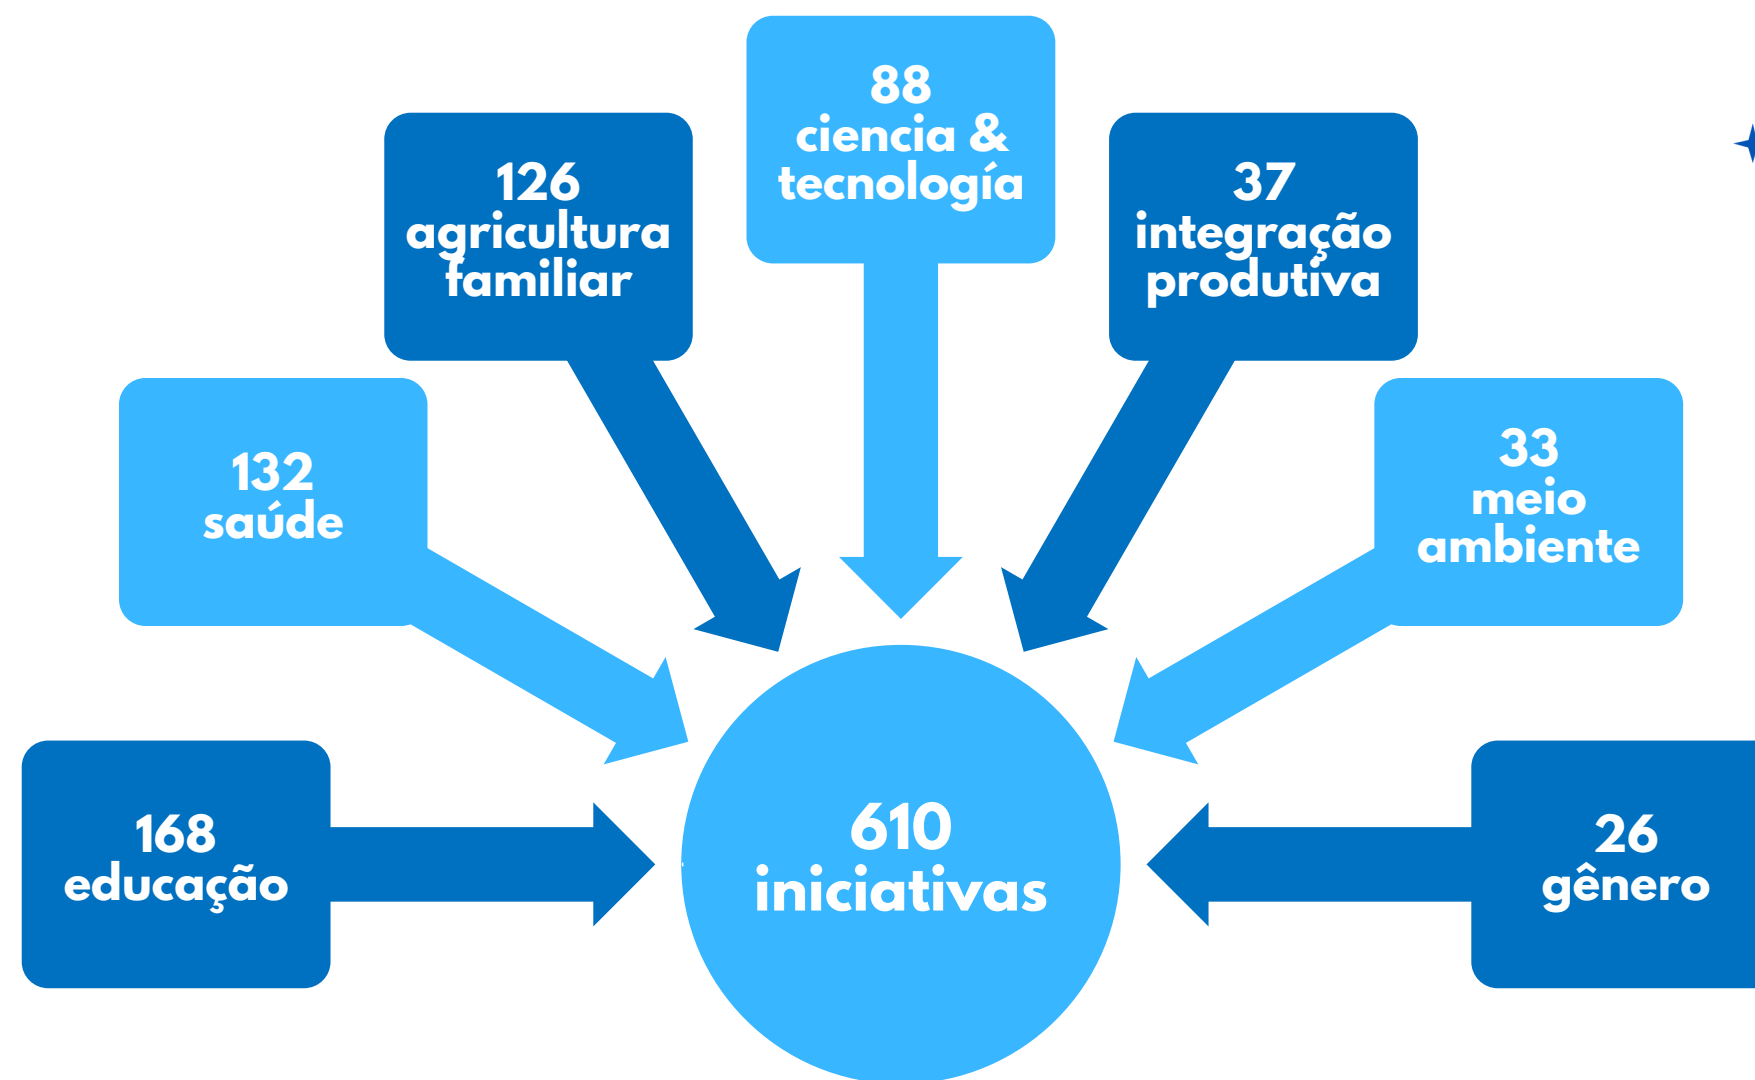 88
ciencia &
tecnología
126
agricultura
familiar
37
integração
produtiva
132
saúde
33
meio
ambiente
168
educação
610
iniciativas
26
gênero